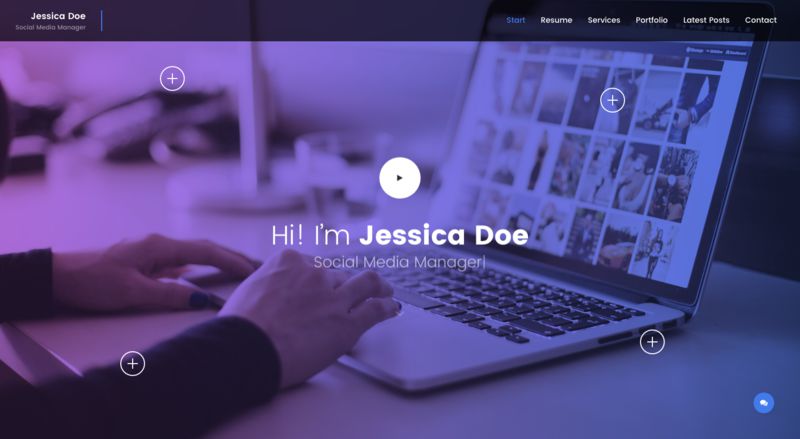 Jessica Doe
Social Media Manager
Start Resume Services Portfolio Latest Posts Contact
Hi! I'm Jessica Doe
Social Media Manager|